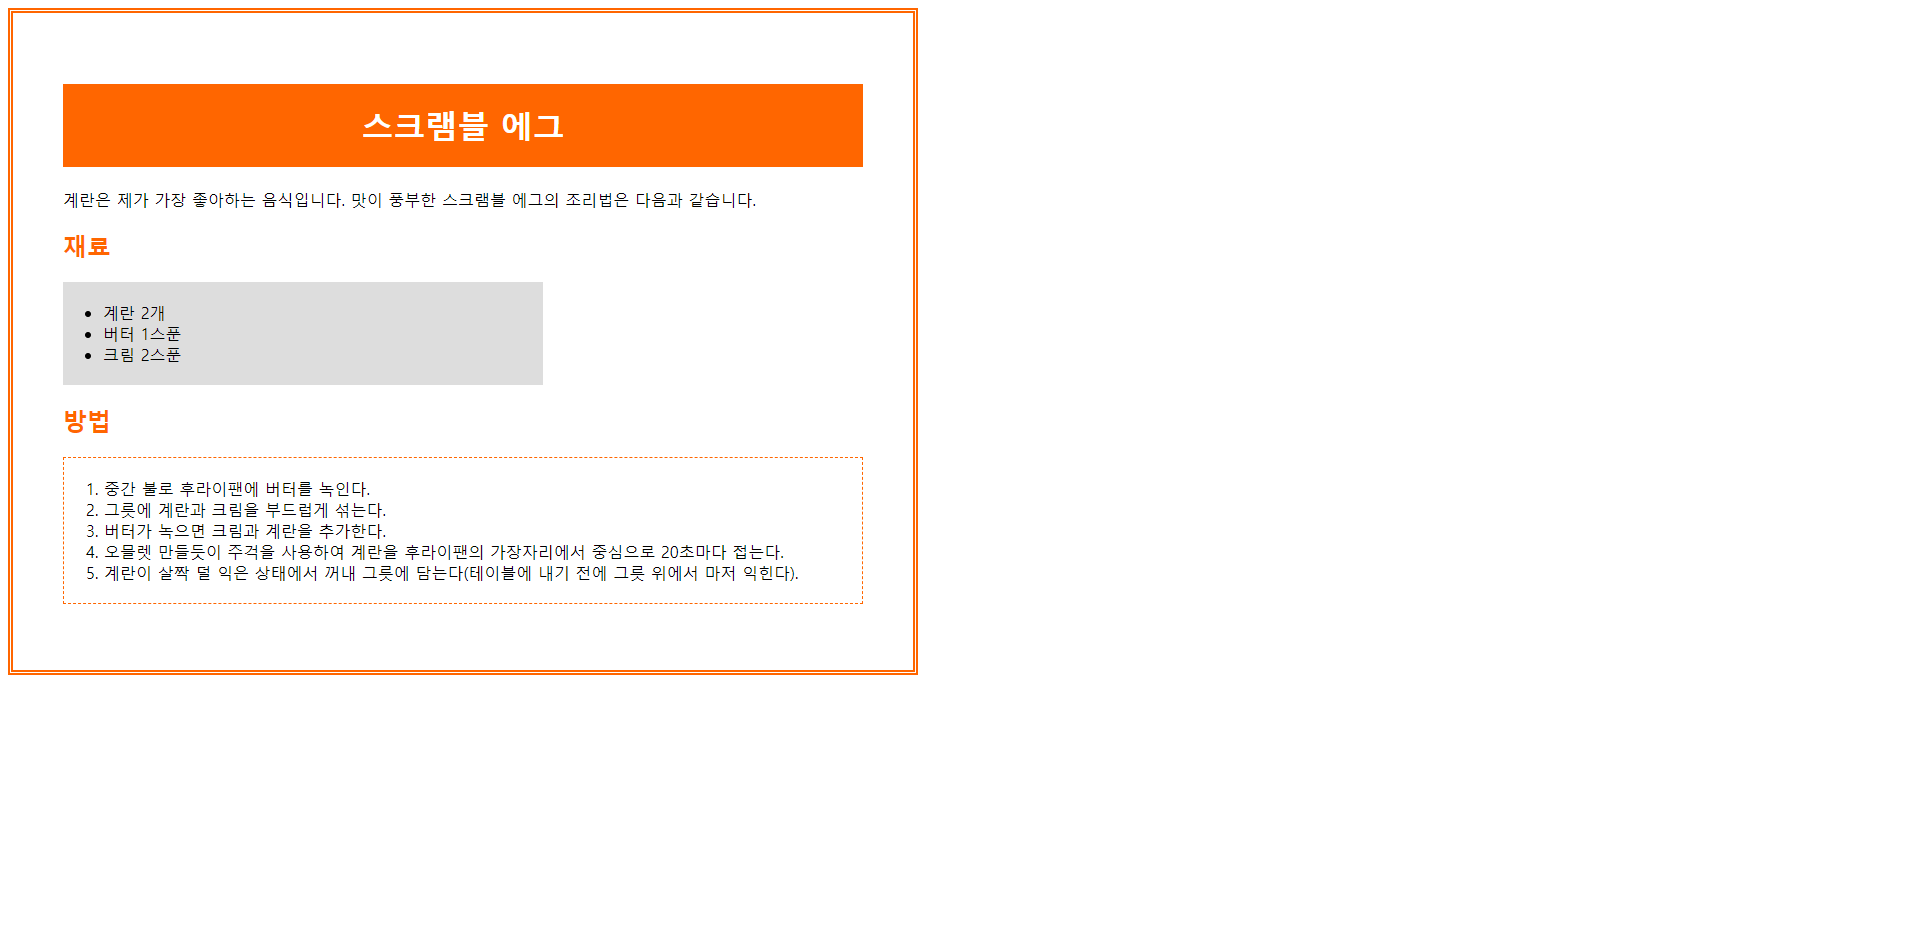 스크램블 에그
계란은 제가 가장 좋아하는 음식입니다. 맛이 풍부한 스크램블 에그의 조리법은 다음과 같습니다.
재료
• 계란 2개
• 버터 1스푼
• 크림 2스푼
방법
1. 중간 불로 후라이팬에 버터를 녹인다.
2. 그릇에 계란과 크림을 부드럽게 섞는다.
3. 버터가 녹으면 크림과 계란을 추가한다.
4. 오믈렛 만들듯이 주걱을 사용하여 계란을 후라이팬의 가장자리에서 중심으로 20초마다 접는다.
5. 계란이 살짝 덜 익은 상태에서 꺼내 그릇에 담는다(테이블에 내기 전에 그릇 위에서 마저 익힌다).